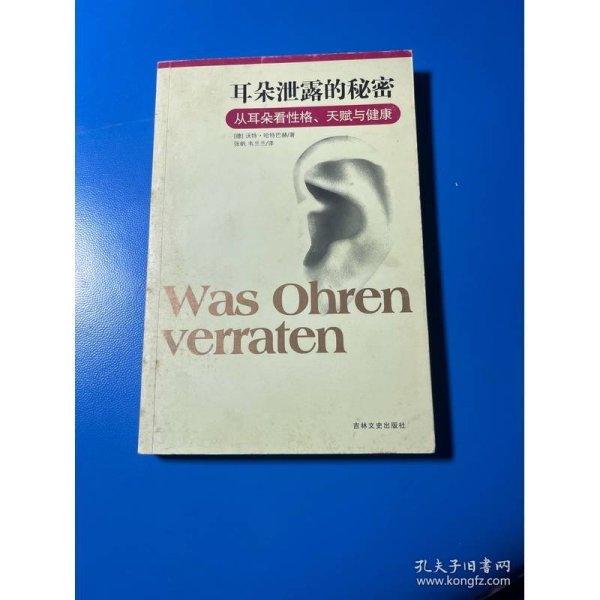 耳朵泄露的秘密
从耳朵看性格、天赋与健康
[德] 沃特·哈特巴赫/著
张帆 韦兰兰/译
Was Ohren
verraten
吉林文史出版社
孔夫子旧书网
www.kongfz.com